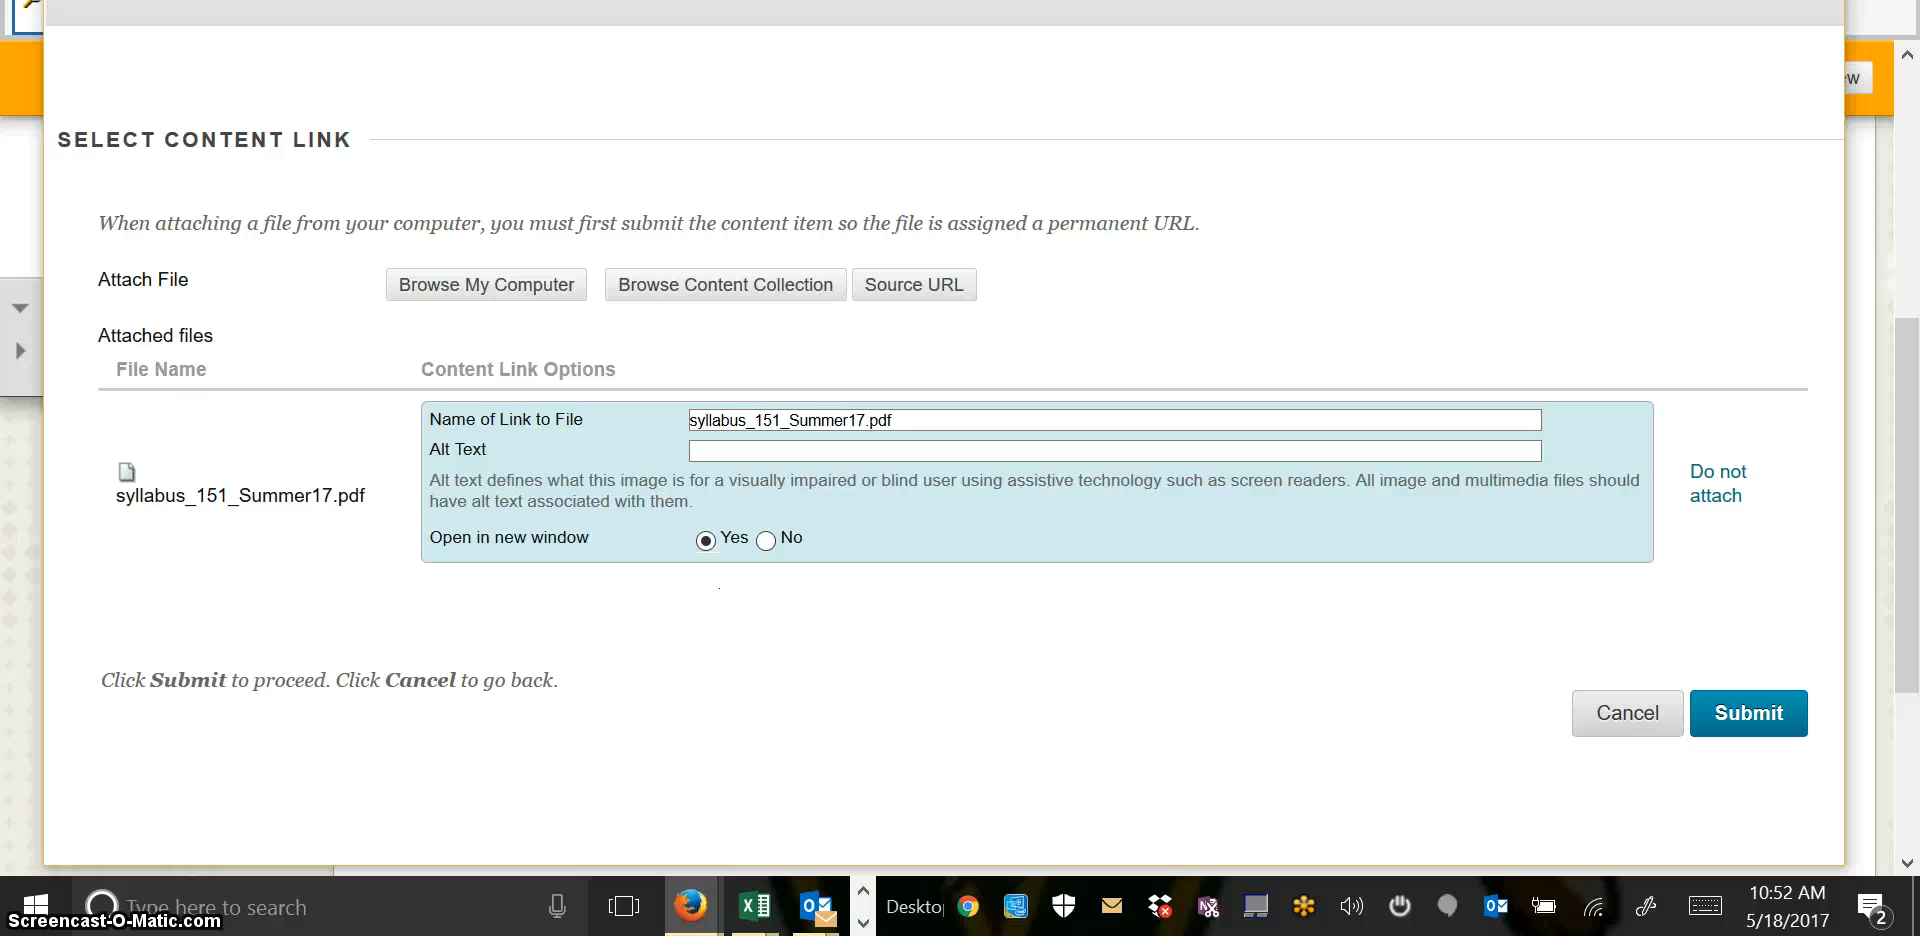 ew
SELECT CONTENT LINK
When attaching a file from your computer, you must first submit the content item so the file is assigned a permanent URL.
Attach File
Browse My Computer
Browse Content Collection
Source URL
Attached files
File Name
Content Link Options
Name of Link to File
syllabus_151_Summer17.pdf
Alt Text
Alt text defines what this image is for a visually impaired or blind user using assistive technology such as screen readers. All image and multimedia files should
have alt text associated with them.
syllabus_151_Summer17.pdf
Do not
attach
Open in new window
Yes
No
Click Submit to proceed. Click Cancel to go back.
Cancel
Submit
Type here to search
Desktop
10:52 AM
5/18/2017
2
Screencast-O-Matic.com